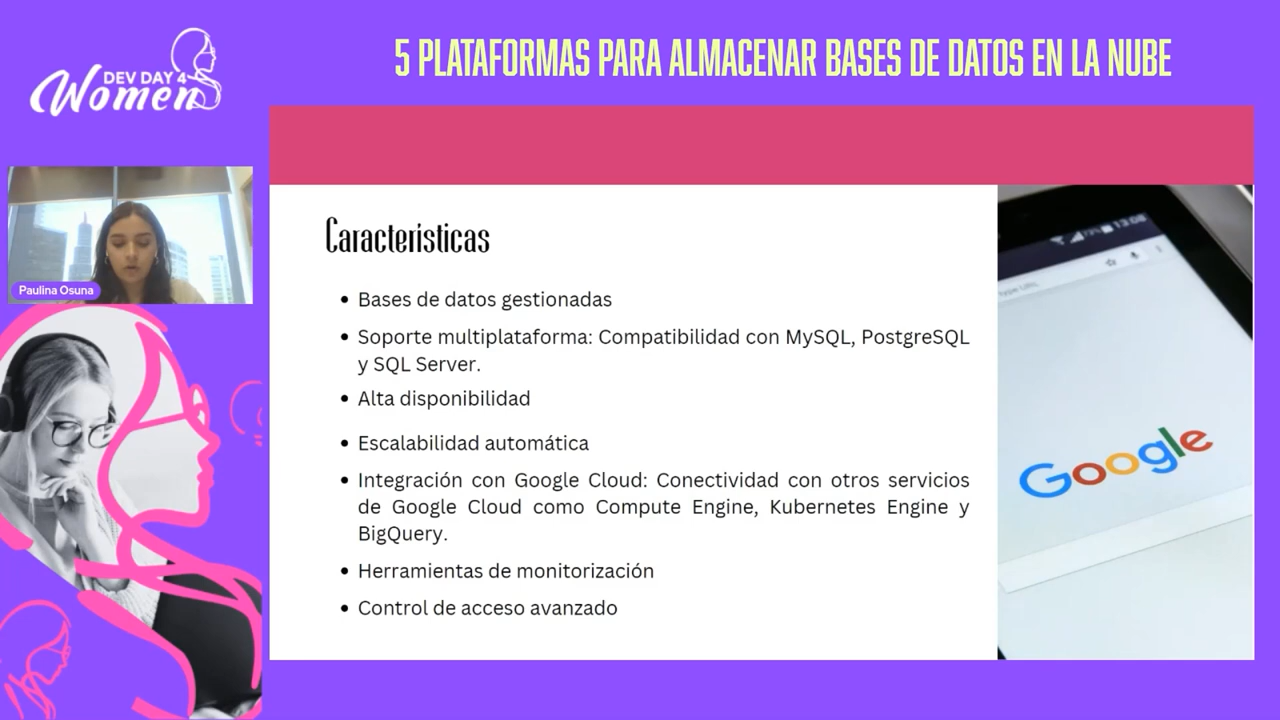 DEV DAY 4
Women
5 PLATAFORMAS PARA ALMACENAR BASES DE DATOS EN LA NUBE
Paulina Osuna
Características
• Bases de datos gestionadas
• Soporte multiplataforma: Compatibilidad con MySQL, PostgreSQL
y SQL Server.
• Alta disponibilidad
• Escalabilidad automática
• Integración con Google Cloud: Conectividad con otros servicios
de Google Cloud como Compute Engine, Kubernetes Engine y
BigQuery.
• Herramientas de monitorización
• Control de acceso avanzado
13:08
Google